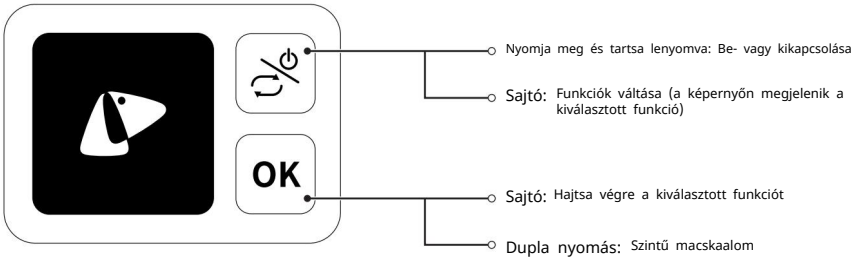 Nyomja meg és tartsa lenyomva: Be- vagy kikapcsolása
Sajtó: Funkciók váltása (a képernyőn megjelenik a
kiválasztott funkció)
OK
Sajtó: Hajtsa végre a kiválasztott funkciót
Dupla nyomás: Szintű macskaalom